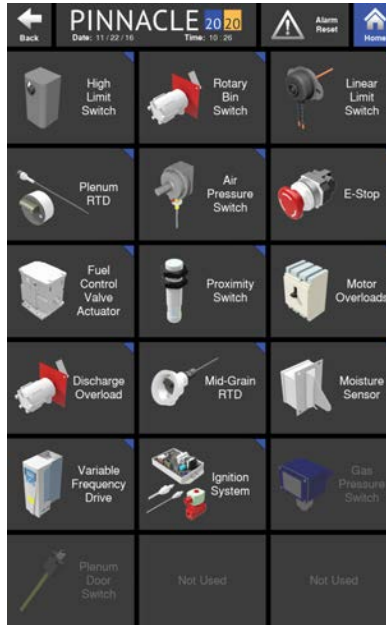 PINNACLE 20 20
Back
Date: 11 / 22 / 16
Time: 10 : 26
Alarm
Reset
Home
High
Limit
Switch
Rotary
Bin
Switch
Linear
Limit
Switch
Plenum
RTD
Air
Pressure
Switch
E-Stop
Fuel
Control
Valve
Actuator
Proximity
Switch
Motor
Overloads
Discharge
Overload
Mid-Grain
RTD
Moisture
Sensor
Variable
Frequency
Drive
Ignition
System
Gas
Pressure
Switch
Plenum
Door
Switch
Not Used
Not Used